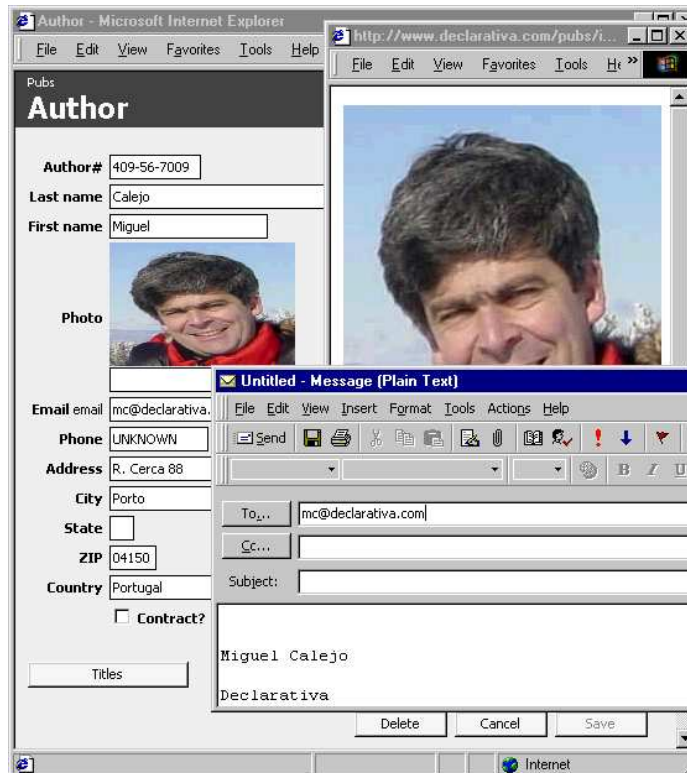 Author - Microsoft Internet Explorer
File Edit View Favorites Tools Help
Pubs
Author
Author# 409-56-7009
Last name Calejo
First name Miguel
Photo
Email email mc@declarativa.
Phone UNKNOWN
Address R. Cerca 88
City Porto
State
ZIP 04150
Country Portugal
Contract?
Titles
Delete Cancel Save
Internet
http://www.declarativa.com/pubs/i...
File Edit View Favorites Tools He »
Untitled - Message (Plain Text)
File Edit View Insert Format Tools Actions Help
Send
B I U
To... mc@declarativa.com
Cc...
Subject:
Miguel Calejo
Declarativa